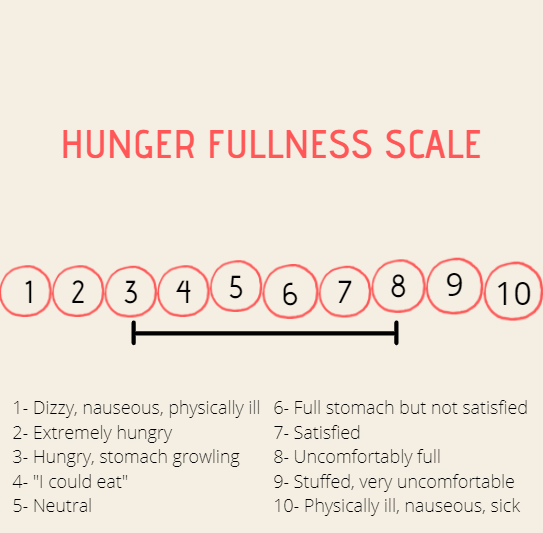 HUNGER FULLNESS SCALE
1 2 3 4 5 6 7 8 9 10
1- Dizzy, nauseous, physically ill
2- Extremely hungry
3- Hungry, stomach growling
4- "I could eat"
5- Neutral
6- Full stomach but not satisfied
7- Satisfied
8- Uncomfortably full
9- Stuffed, very uncomfortable
10- Physically ill, nauseous, sick